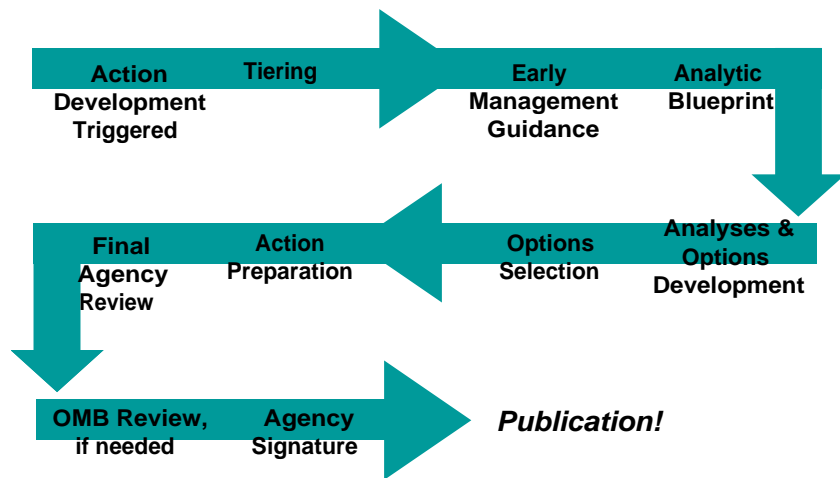 Action
Development
Triggered
Tiering
Early
Management
Guidance
Analytic
Blueprint
Analyses &
Options
Development
Options
Selection
Action
Preparation
Final
Agency
Review
OMB Review,
if needed
Agency
Signature
Publication!